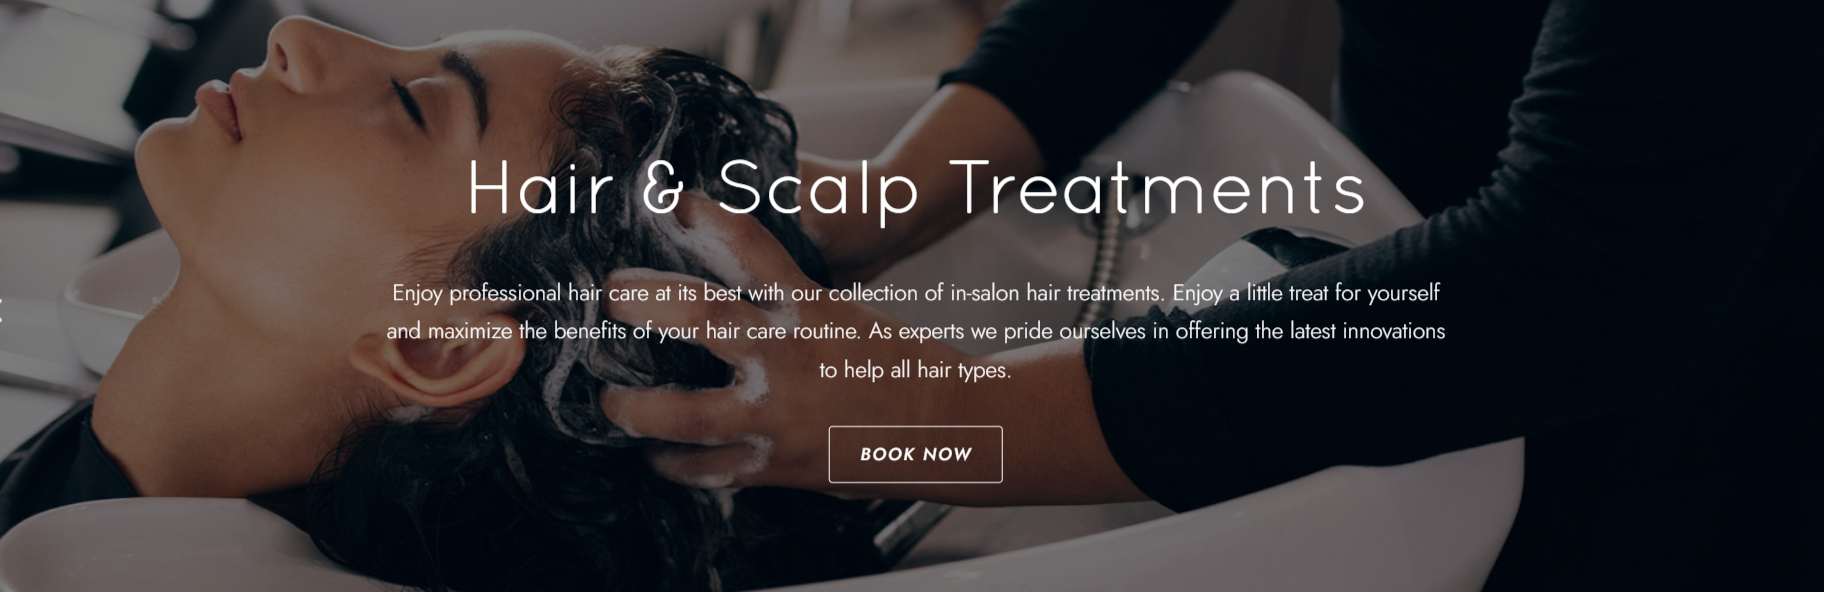 Hair & Scalp Treatments
Enjoy professional hair care at its best with our collection of in-salon hair treatments. Enjoy a little treat for yourself
and maximize the benefits of your hair care routine. As experts we pride ourselves in offering the latest innovations
to help all hair types.
BOOK NOW